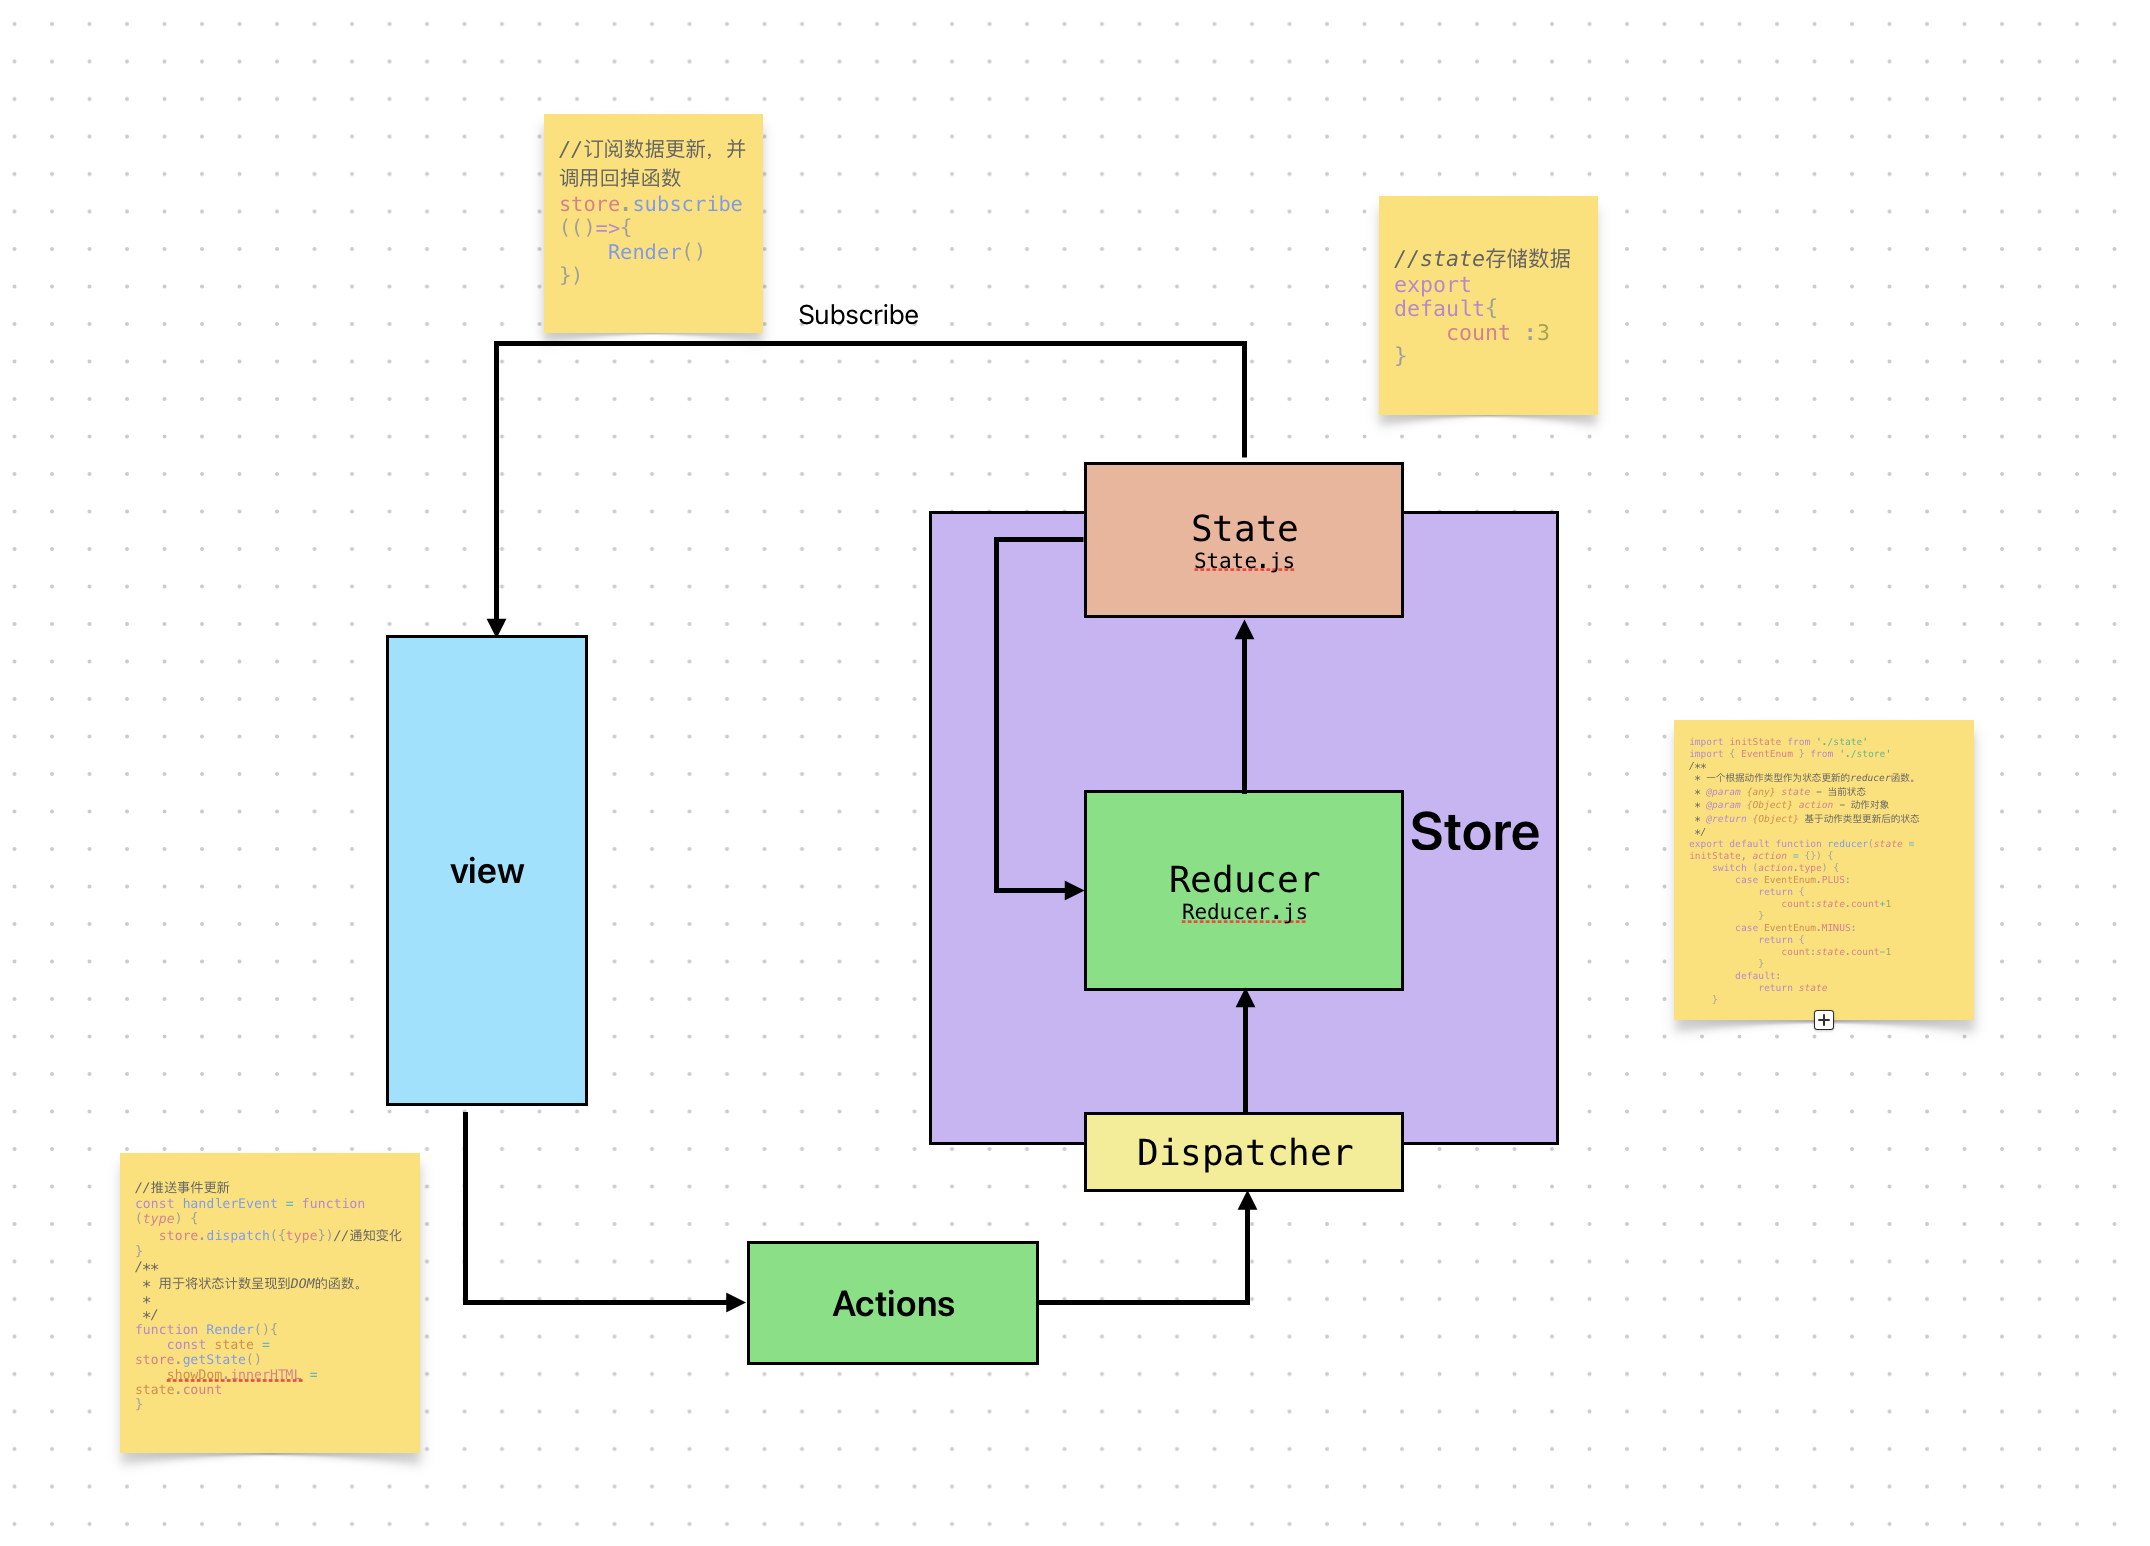 //订阅数据更新，并
调用回掉函数
store.subscribe
(()=>{
    Render()
})
Subscribe
//state存储数据
export
default{
    count :3
}
State
State.js
Reducer
Reducer.js
Store
Dispatcher
view
Actions
import initState from './state'
import { EventEnum } from './store'
/**
 * 一个根据动作类型作为状态更新的reducer函数。
 * @param {any} state – 当前状态
 * @param {Object} action – 动作对象
 * @return {Object} 基于动作类型更新后的状态
 */
export default function reducer(state =
initState, action = {}) {
    switch (action.type) {
        case EventEnum.PLUS:
            return {
                count:state.count+1
            }
        case EventEnum.MINUS:
            return {
                count:state.count-1
            }
        default:
            return state
    }
//推送事件更新
const handlerEvent = function
(type) {
   store.dispatch({type})//通知变化
}
/**
 * 用于将状态计数呈现到DOM的函数。
 *
 */
function Render(){
    const state =
store.getState()
    showDom.innerHTML =
state.count
}